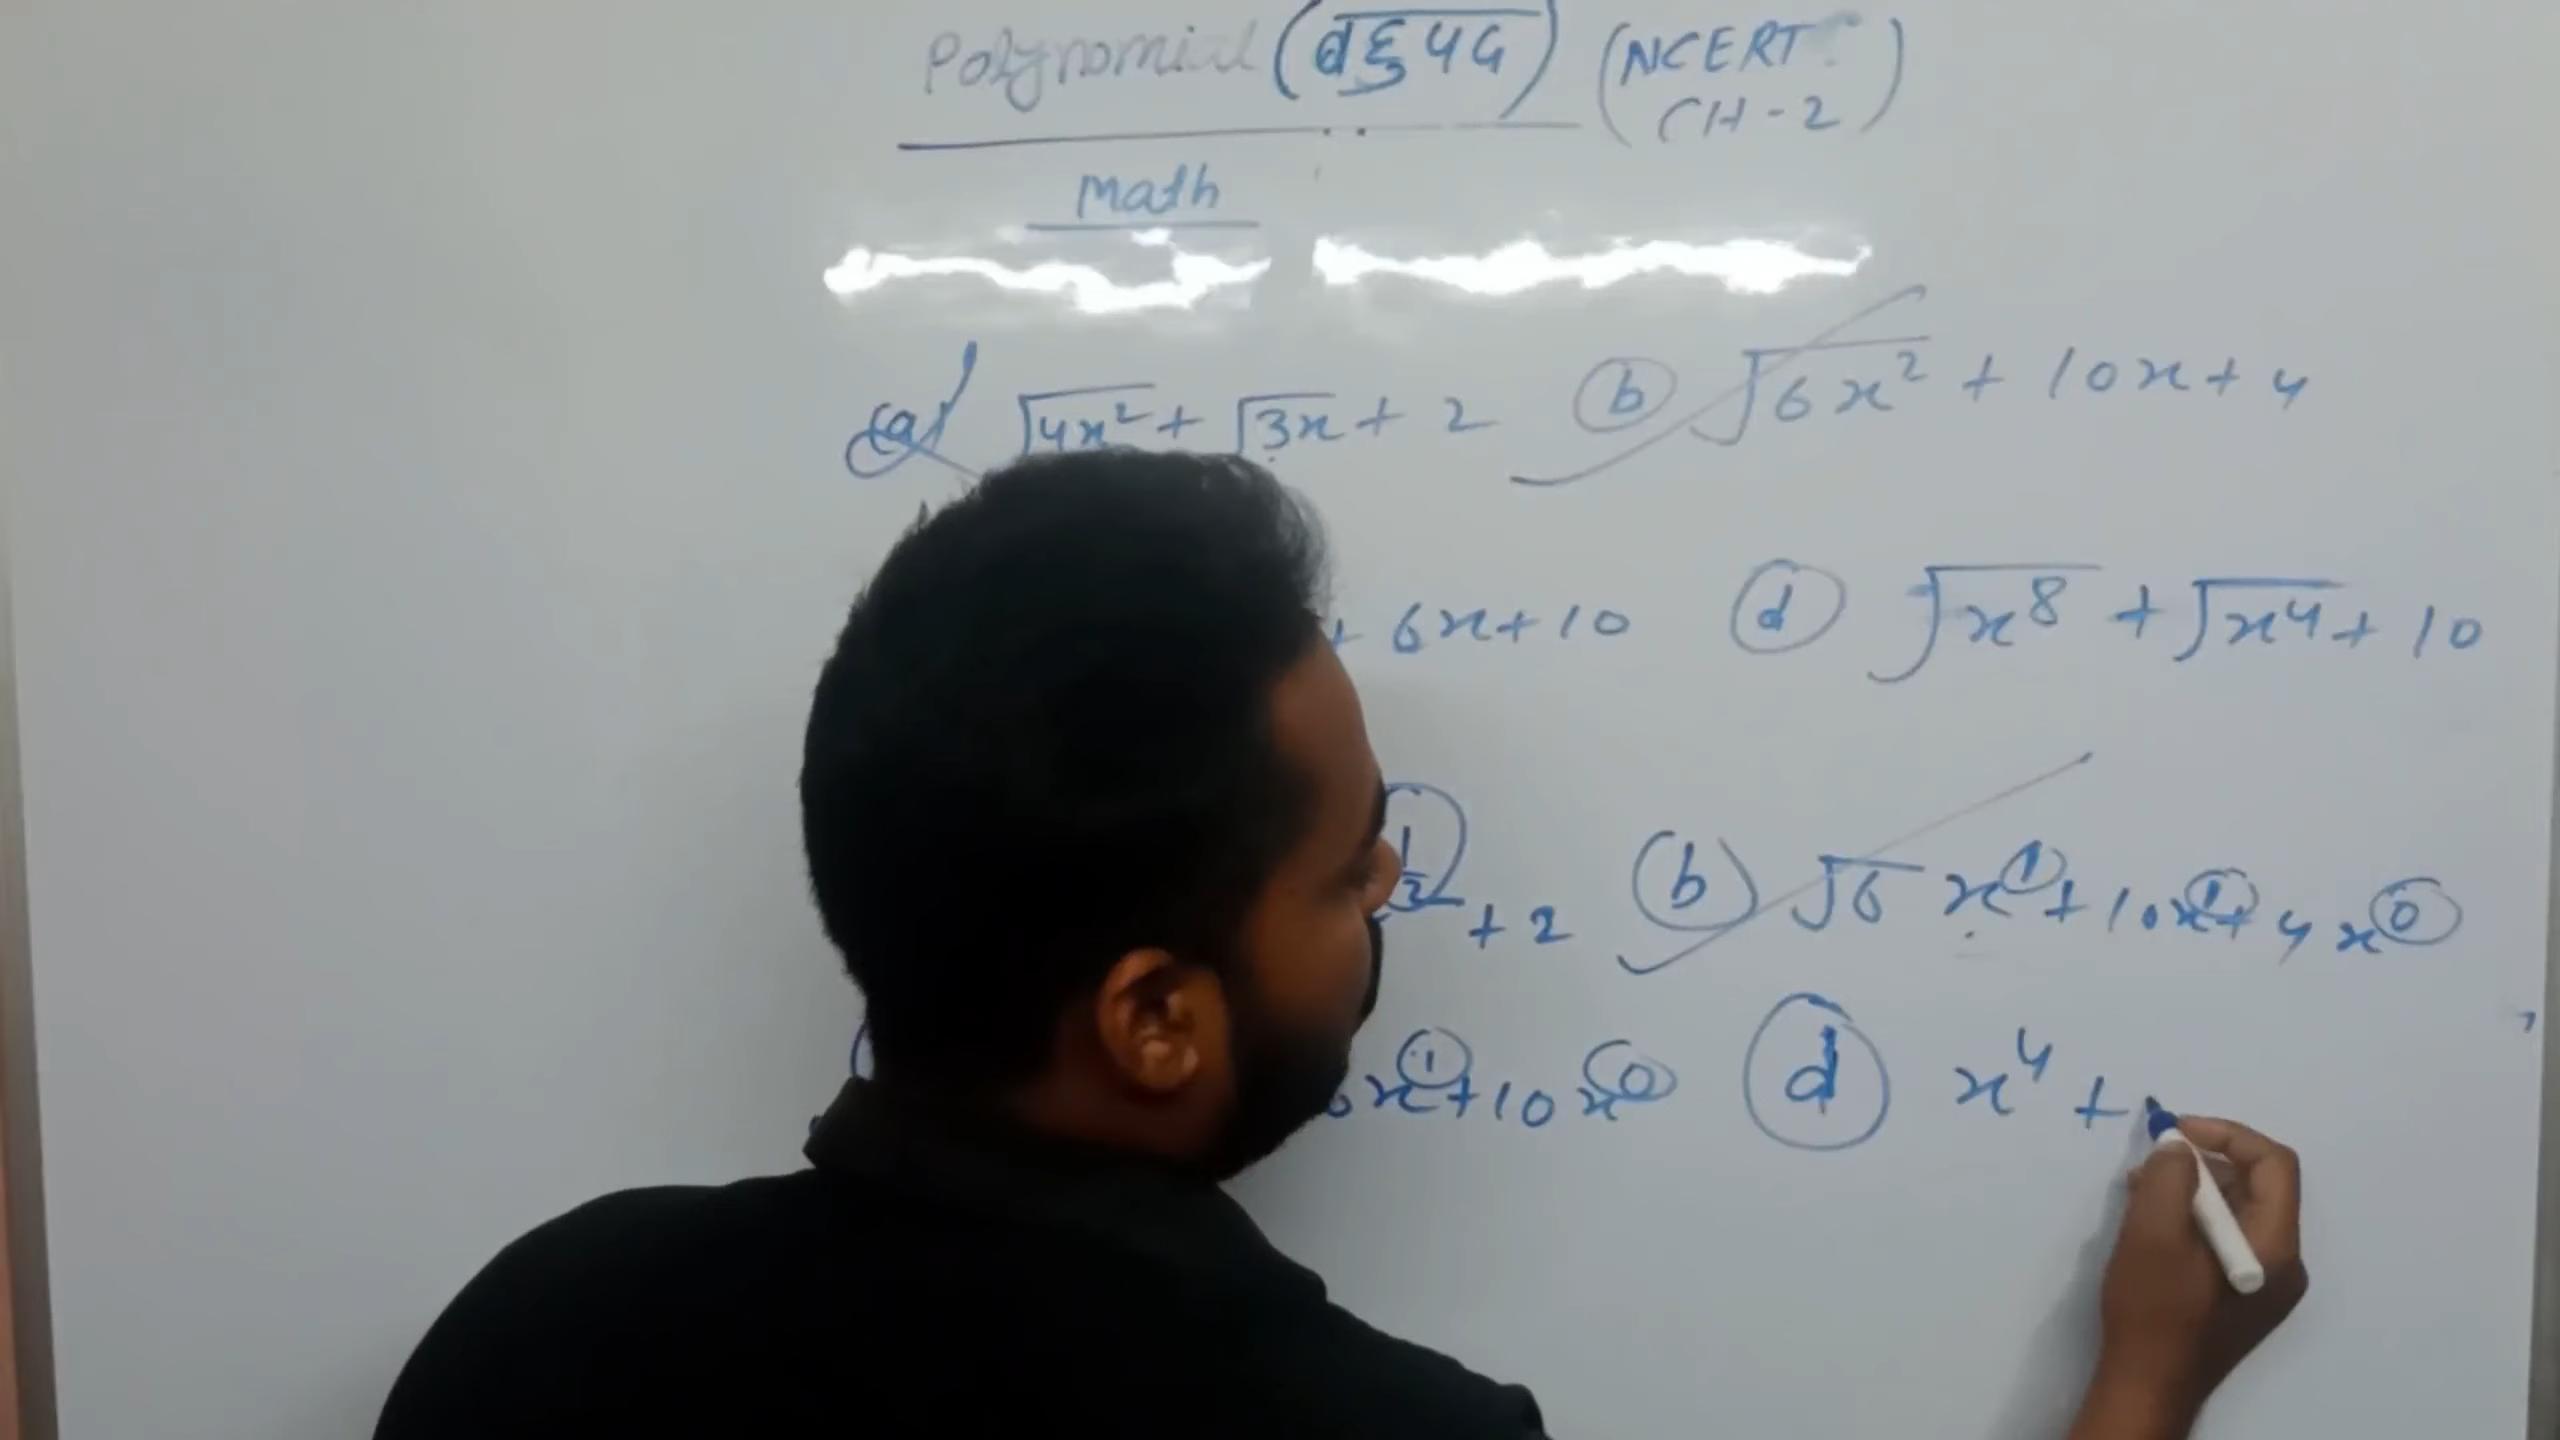 Polynomial (बहुपद) (NCERT CH-2)
Math
(a) √4x² + √3x + 2 (b) √6x² + 10x + 4
+ 6x + 10 (d) √x⁸ + √x⁴ + 10
1/2 + 2 (b) √6 x¹ + 10x¹ + 4x⁰
x¹ + 10x⁰ (d) x⁴ +